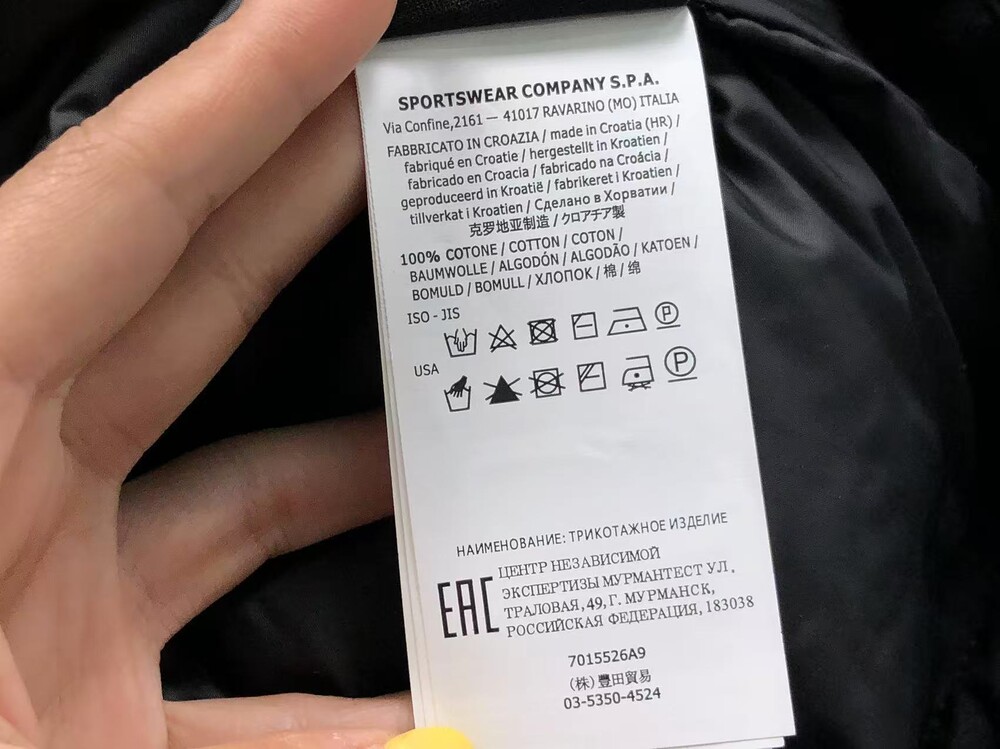 SPORTSWEAR COMPANY S.P.A.
Via Confine,2161 — 41017 RAVARINO (MO) ITALIA
FABBRICATO IN CROAZIA / made in Croatia (HR) /
fabriqué en Croatie / hergestellt in Kroatien /
fabricado en Croacia / fabricado na Croácia /
geproduceerd in Kroatië / fabrikeret i Kroatien /
tillverkat i Kroatien / Сделано в Хорватии /
克罗地亚制造 / クロアチア製
100% COTONE / COTTON / COTON /
BAUMWOLLE / ALGODÓN / ALGODÃO / KATOEN /
BOMULD / BOMULL / ХЛОПОК / 棉 / 绵
ISO - JIS
P
USA
P
НАИМЕНОВАНИЕ: ТРИКОТАЖНОЕ ИЗДЕЛИЕ
EAC
ЦЕНТР НЕЗАВИСИМОЙ
ЭКСПЕРТИЗЫ МУРМАНТЕСТ УЛ.
ТРАЛОВАЯ, 49, Г. МУРМАНСК,
РОССИЙСКАЯ ФЕДЕРАЦИЯ, 183038
7015526A9
(株) 豐田貿易
03-5350-4524